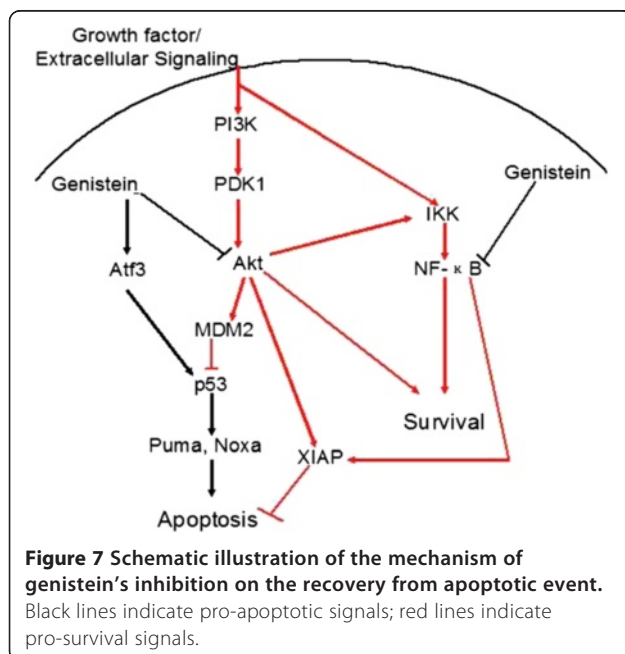 Growth factor/
Extracellular Signaling
PI3K
Genistein
PDK1
Genistein
IKK
Atf3
Akt
NF-κB
MDM2
p53
Survival
Puma, Noxa
XIAP
Apoptosis
Figure 7 Schematic illustration of the mechanism of
genistein's inhibition on the recovery from apoptotic event.
Black lines indicate pro-apoptotic signals; red lines indicate
pro-survival signals.